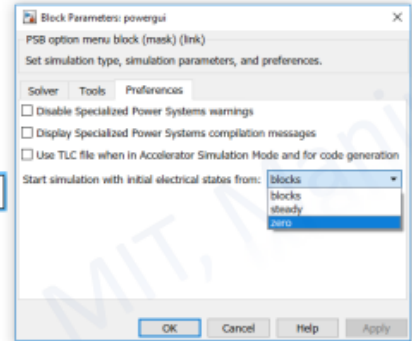 Block Parameters: powergui
PSB option menu block (mask) (link)
Set simulation type, simulation parameters, and preferences.
Solver Tools Preferences
Disable Specialized Power Systems warnings
Display Specialized Power Systems compilation messages
Use TLC file when in Accelerator Simulation Mode and for code generation
Start simulation with initial electrical states from: blocks
blocks
steady
zero
OK Cancel Help Apply